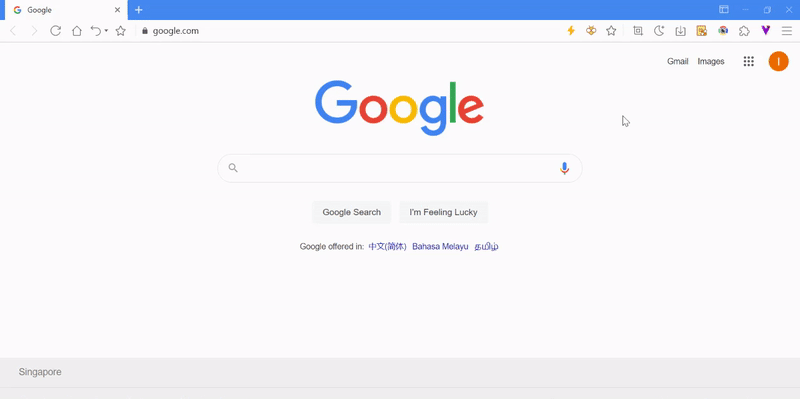 Google
google.com
Gmail Images I
Google
Google Search I'm Feeling Lucky
Google offered in: 中文(简体) Bahasa Melayu தமிழ்
Singapore